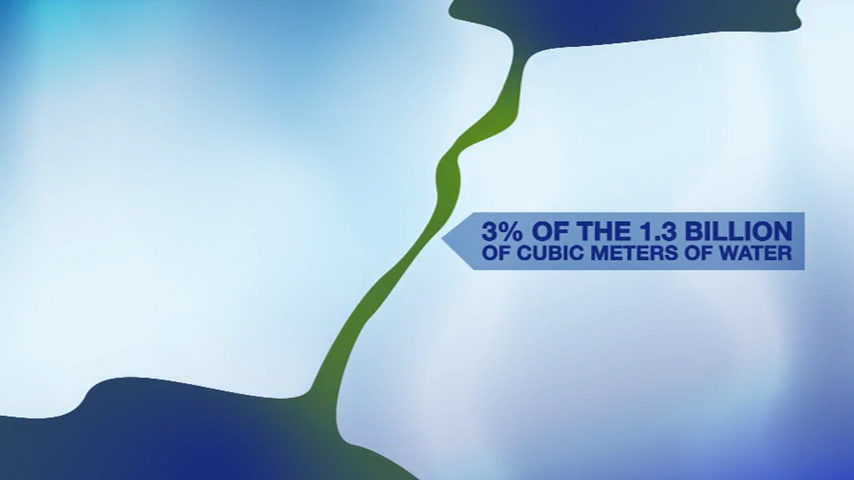 3% OF THE 1.3 BILLION
OF CUBIC METERS OF WATER